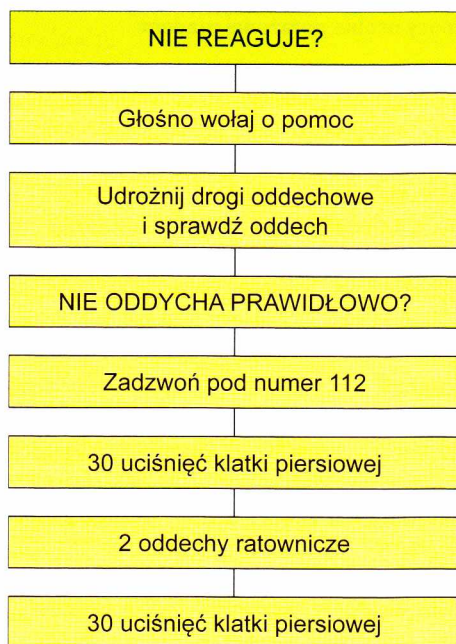 NIE REAGUJE?
Głośno wołaj o pomoc
Udrożnij drogi oddechowe
i sprawdź oddech
NIE ODDYCHA PRAWIDŁOWO?
Zadzwoń pod numer 112
30 uciśnięć klatki piersiowej
2 oddechy ratownicze
30 uciśnięć klatki piersiowej